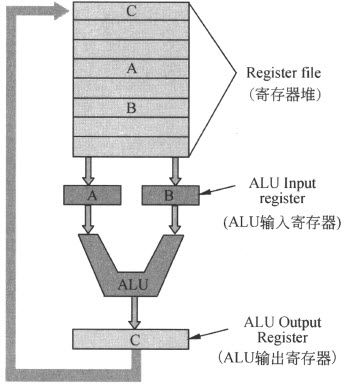 C
A
B
Register file
(寄存器堆)
A
B
ALU Input
register
(ALU输入寄存器)
ALU
C
ALU Output
Register
(ALU输出寄存器)